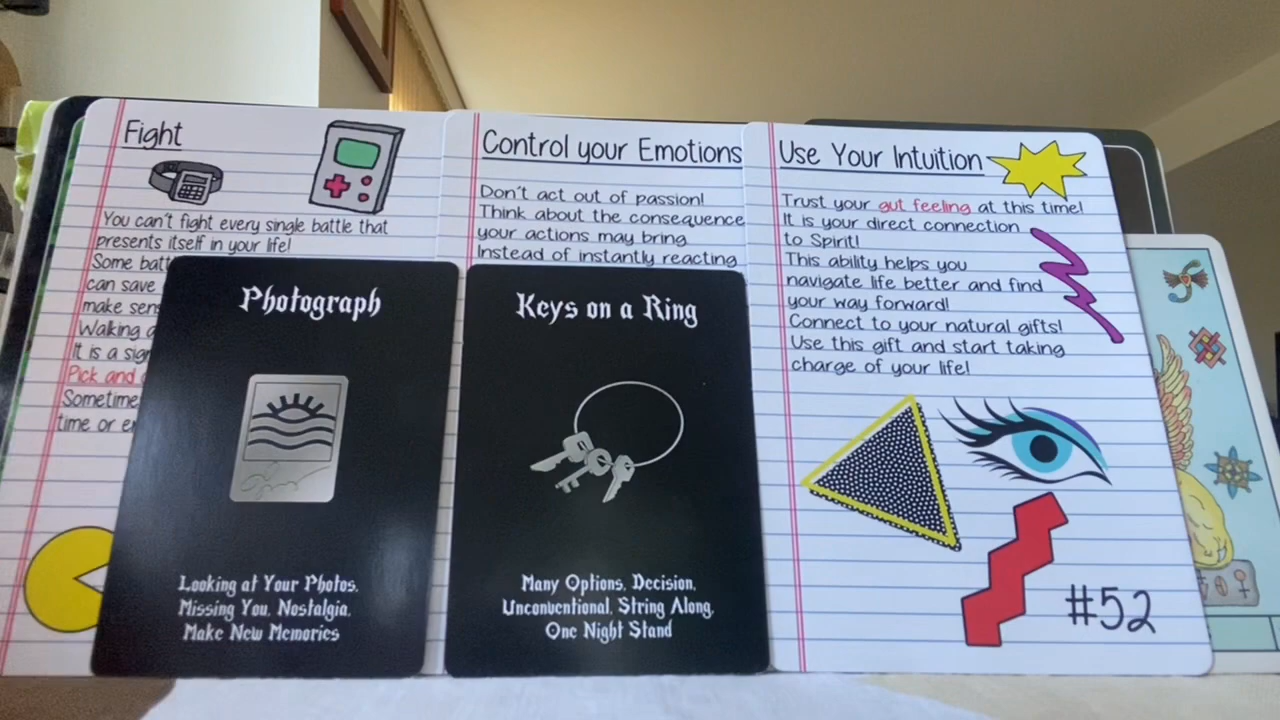 Fight
You can't fight every single battle that
presents itself in your life!
Some
can save
make
Walking
It is a
Pick and
time or
Control your Emotions
Don't act out of passion!
Think about the consequence
your actions may bring
Instead of instantly reacting
Use Your Intuition
Trust your gut feeling at this time!
It is your direct connection
to Spirit!
This ability helps you
navigate life better and find
your way forward!
Connect to your natural gifts!
Use this gift and start taking
charge of your life!
#52
Photograph
Looking at Your Photos,
Missing You, Nostalgia,
Make New Memories
Keys on a Ring
Many Options, Decision,
Unconventional, String Along,
One Night Stand